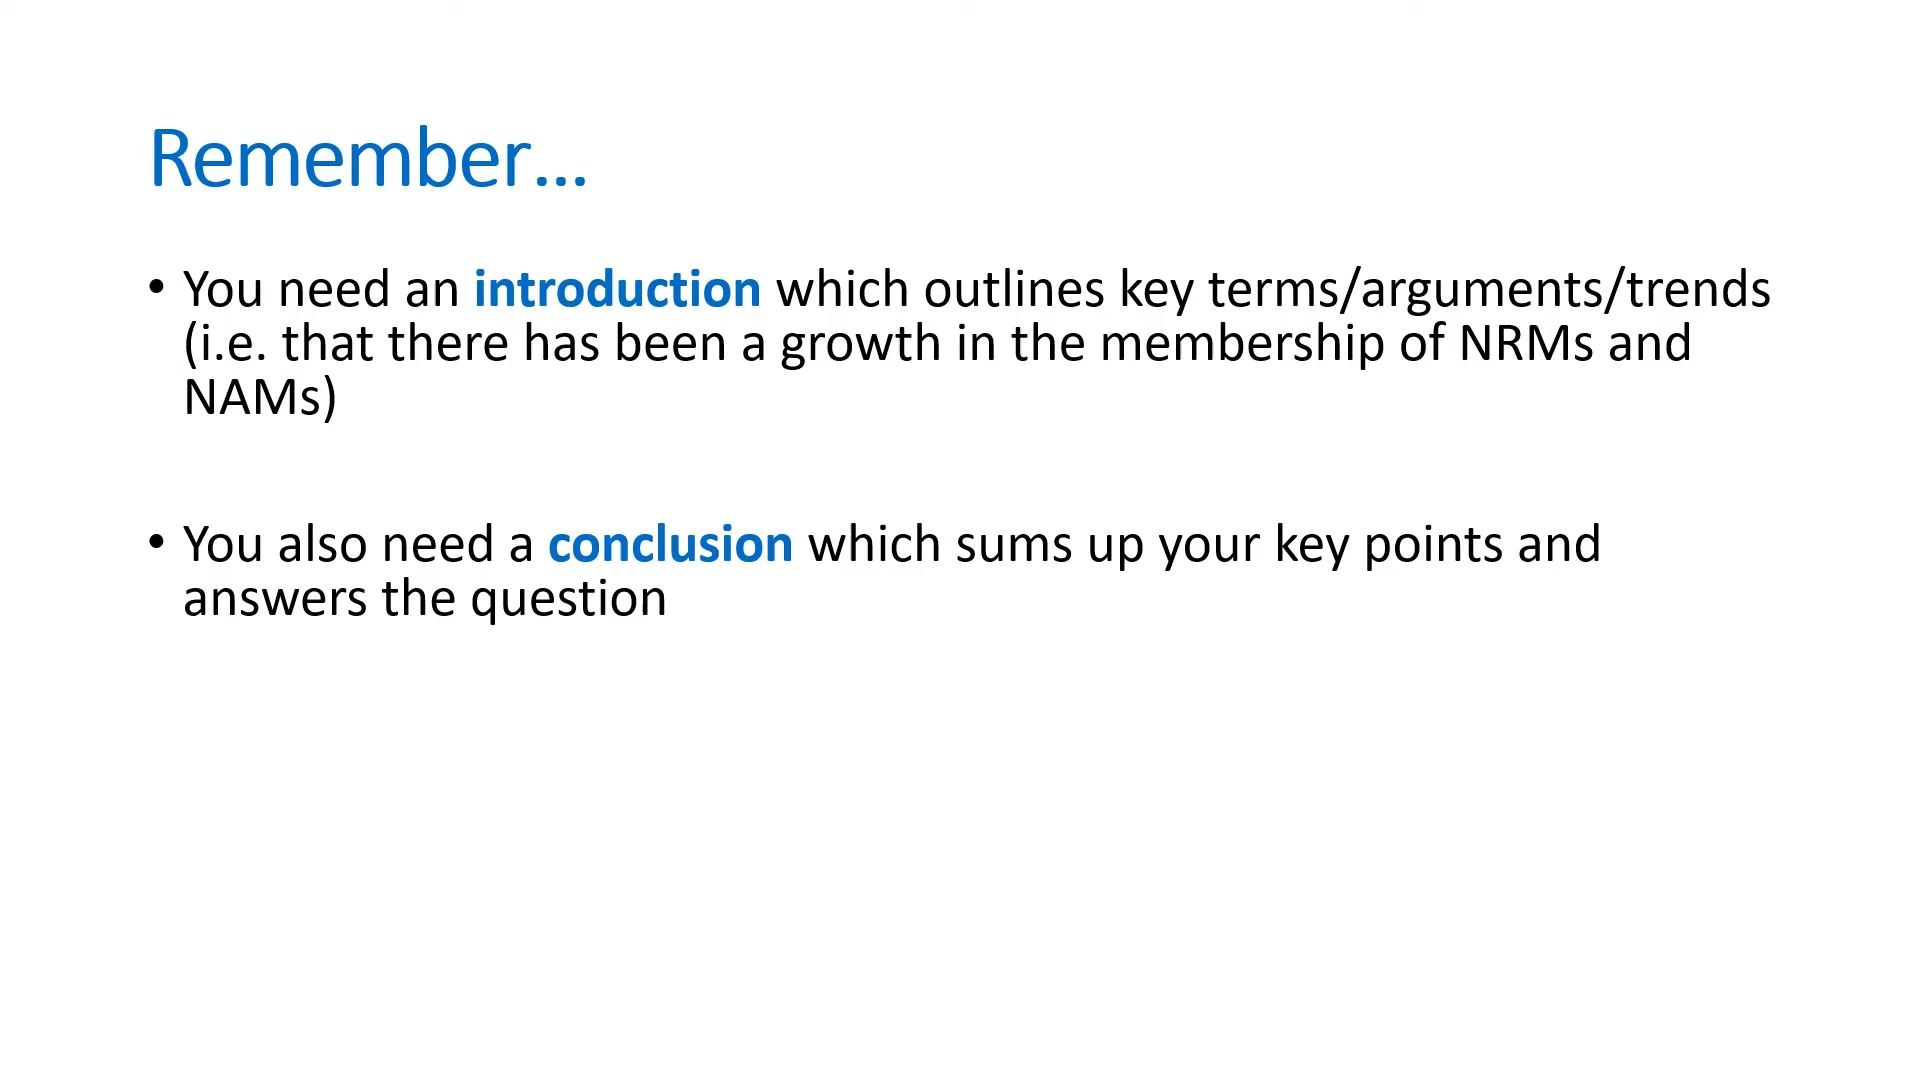 Remember...
• You need an introduction which outlines key terms/arguments/trends
(i.e. that there has been a growth in the membership of NRMs and
NAMs)
• You also need a conclusion which sums up your key points and
answers the question